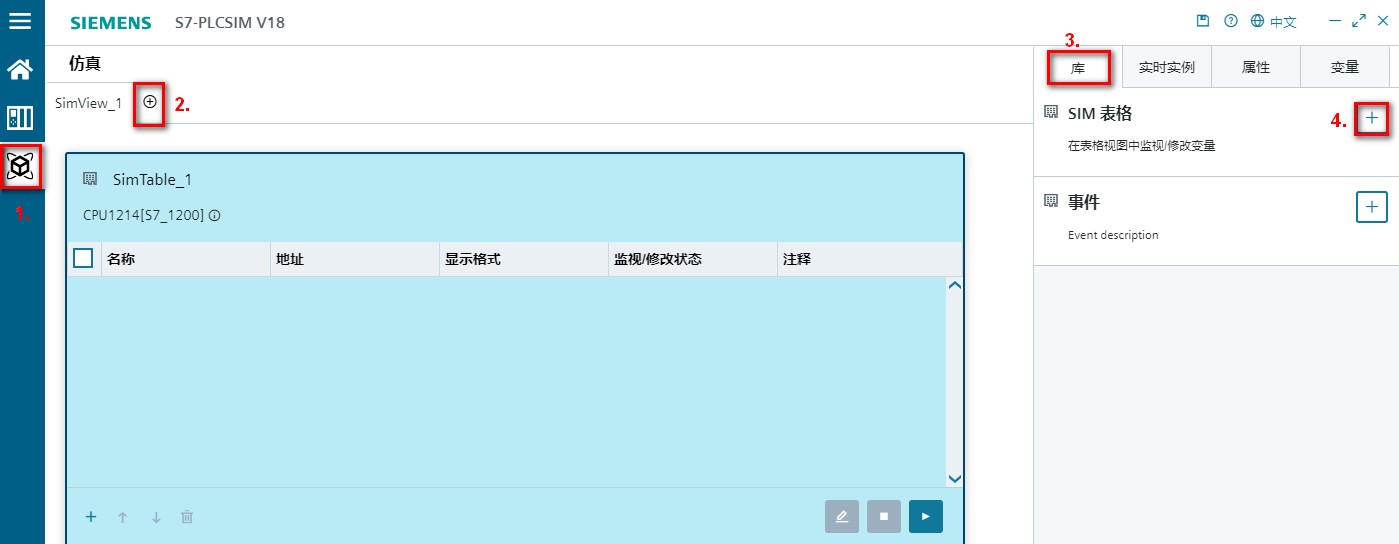 SIEMENS S7-PLCSIM V18 中文
仿真
SimView_1 2.
1.
SimTable_1
CPU1214[S7_1200]
名称 地址 显示格式 监视/修改状态 注释
3.
库 实时实例 属性 变量
SIM 表格
4.
在表格视图中监视/修改变量
事件
Event description